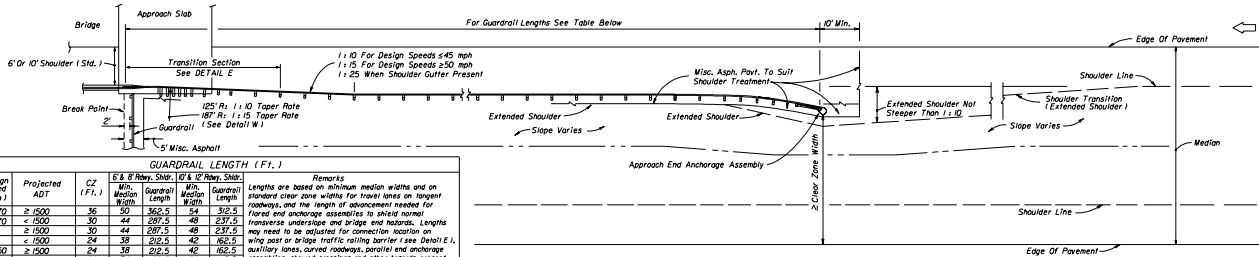 Bridge
Approach Slab
For Guardrail Lengths See Table Below
10' Min.
Edge Of Pavement
6' Or 10' Shoulder (Std.)
Transition Section
See DETAIL E
1:10 For Design Speeds ≤45 mph
1:15 For Design Speeds ≥50 mph
1:25 When Shoulder Gutter Present
Misc. Asph. Pavt. To Suit
Shoulder Treatment
Shoulder Line
Shoulder Transition
(Extended Shoulder)
Extended Shoulder Not
Steeper Than 1:10
Break Point
2'
125' R: 1:10 Taper Rate
187' R: 1:15 Taper Rate
(See Detail W)
Guardrail
5' Misc. Asphalt
Extended Shoulder
Extended Shoulder
Slope Varies
Slope Varies
Median
Approach End Anchorage Assembly
≥ Clear Zone Width
Shoulder Line
Edge Of Pavement
GUARDRAIL LENGTH (Ft.)
Projected
ADT
CZ
(Ft.)
6' & 8' Rdwy. Shldr.
10' & 12' Rdwy. Shldr.
Min.
Median
Width
Guardrail
Length
Min.
Median
Width
Guardrail
Length
Remarks
≥ 1500 36 50 362.5 54 312.5
< 1500 30 44 287.5 48 237.5
≥ 1500 30 44 287.5 48 237.5
< 1500 24 38 212.5 42 162.5
≥ 1500 24 38 212.5 42 162.5
Lengths are based on minimum median widths and on
standard clear zone widths for travel lanes on tangent
roadways, and the length of advancement needed for
flared end anchorage assemblies to shield normal
transverse underslope and bridge end hazards. Lengths
may need to be adjusted for connection location on
wing post or bridge traffic railing barrier (see Detail E),
auxiliary lanes, curved roadways, parallel end anchorage